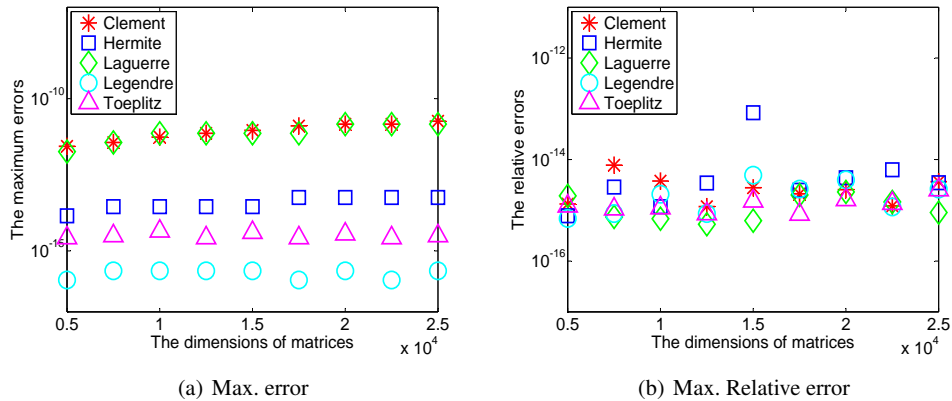 The maximum errors
10^-10
10^-15
Clement
Hermite
Laguerre
Legendre
Toeplitz
0.5
1
1.5
2
2.5
x 10^4
The dimensions of matrices
(a) Max. error
The relative errors
10^-12
10^-14
10^-16
Clement
Hermite
Laguerre
Legendre
Toeplitz
0.5
1
1.5
2
2.5
x 10^4
The dimensions of matrices
(b) Max. Relative error